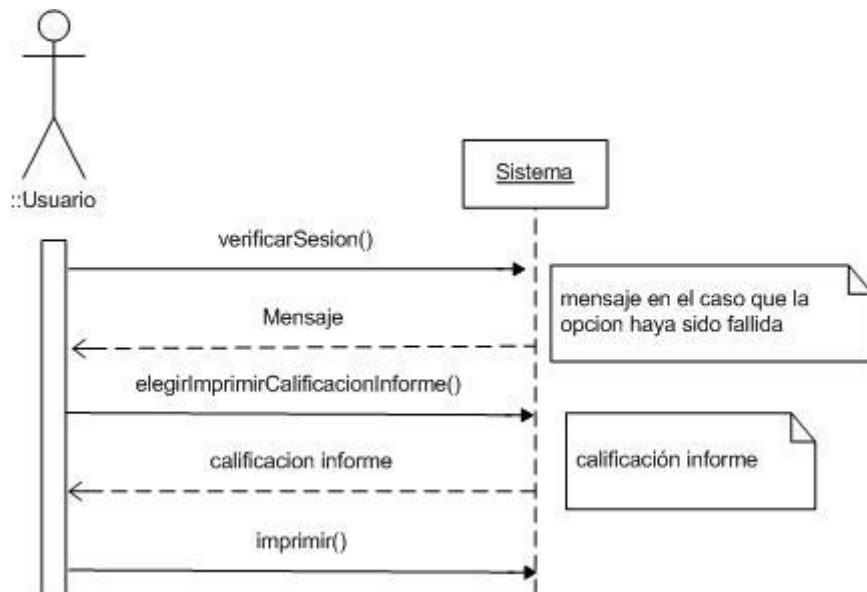 ::Usuario
Sistema
verificarSesion()
mensaje en el caso que la
opcion haya sido fallida
Mensaje
elegirImprimirCalificacionInforme()
calificacion informe
calificación informe
imprimir()